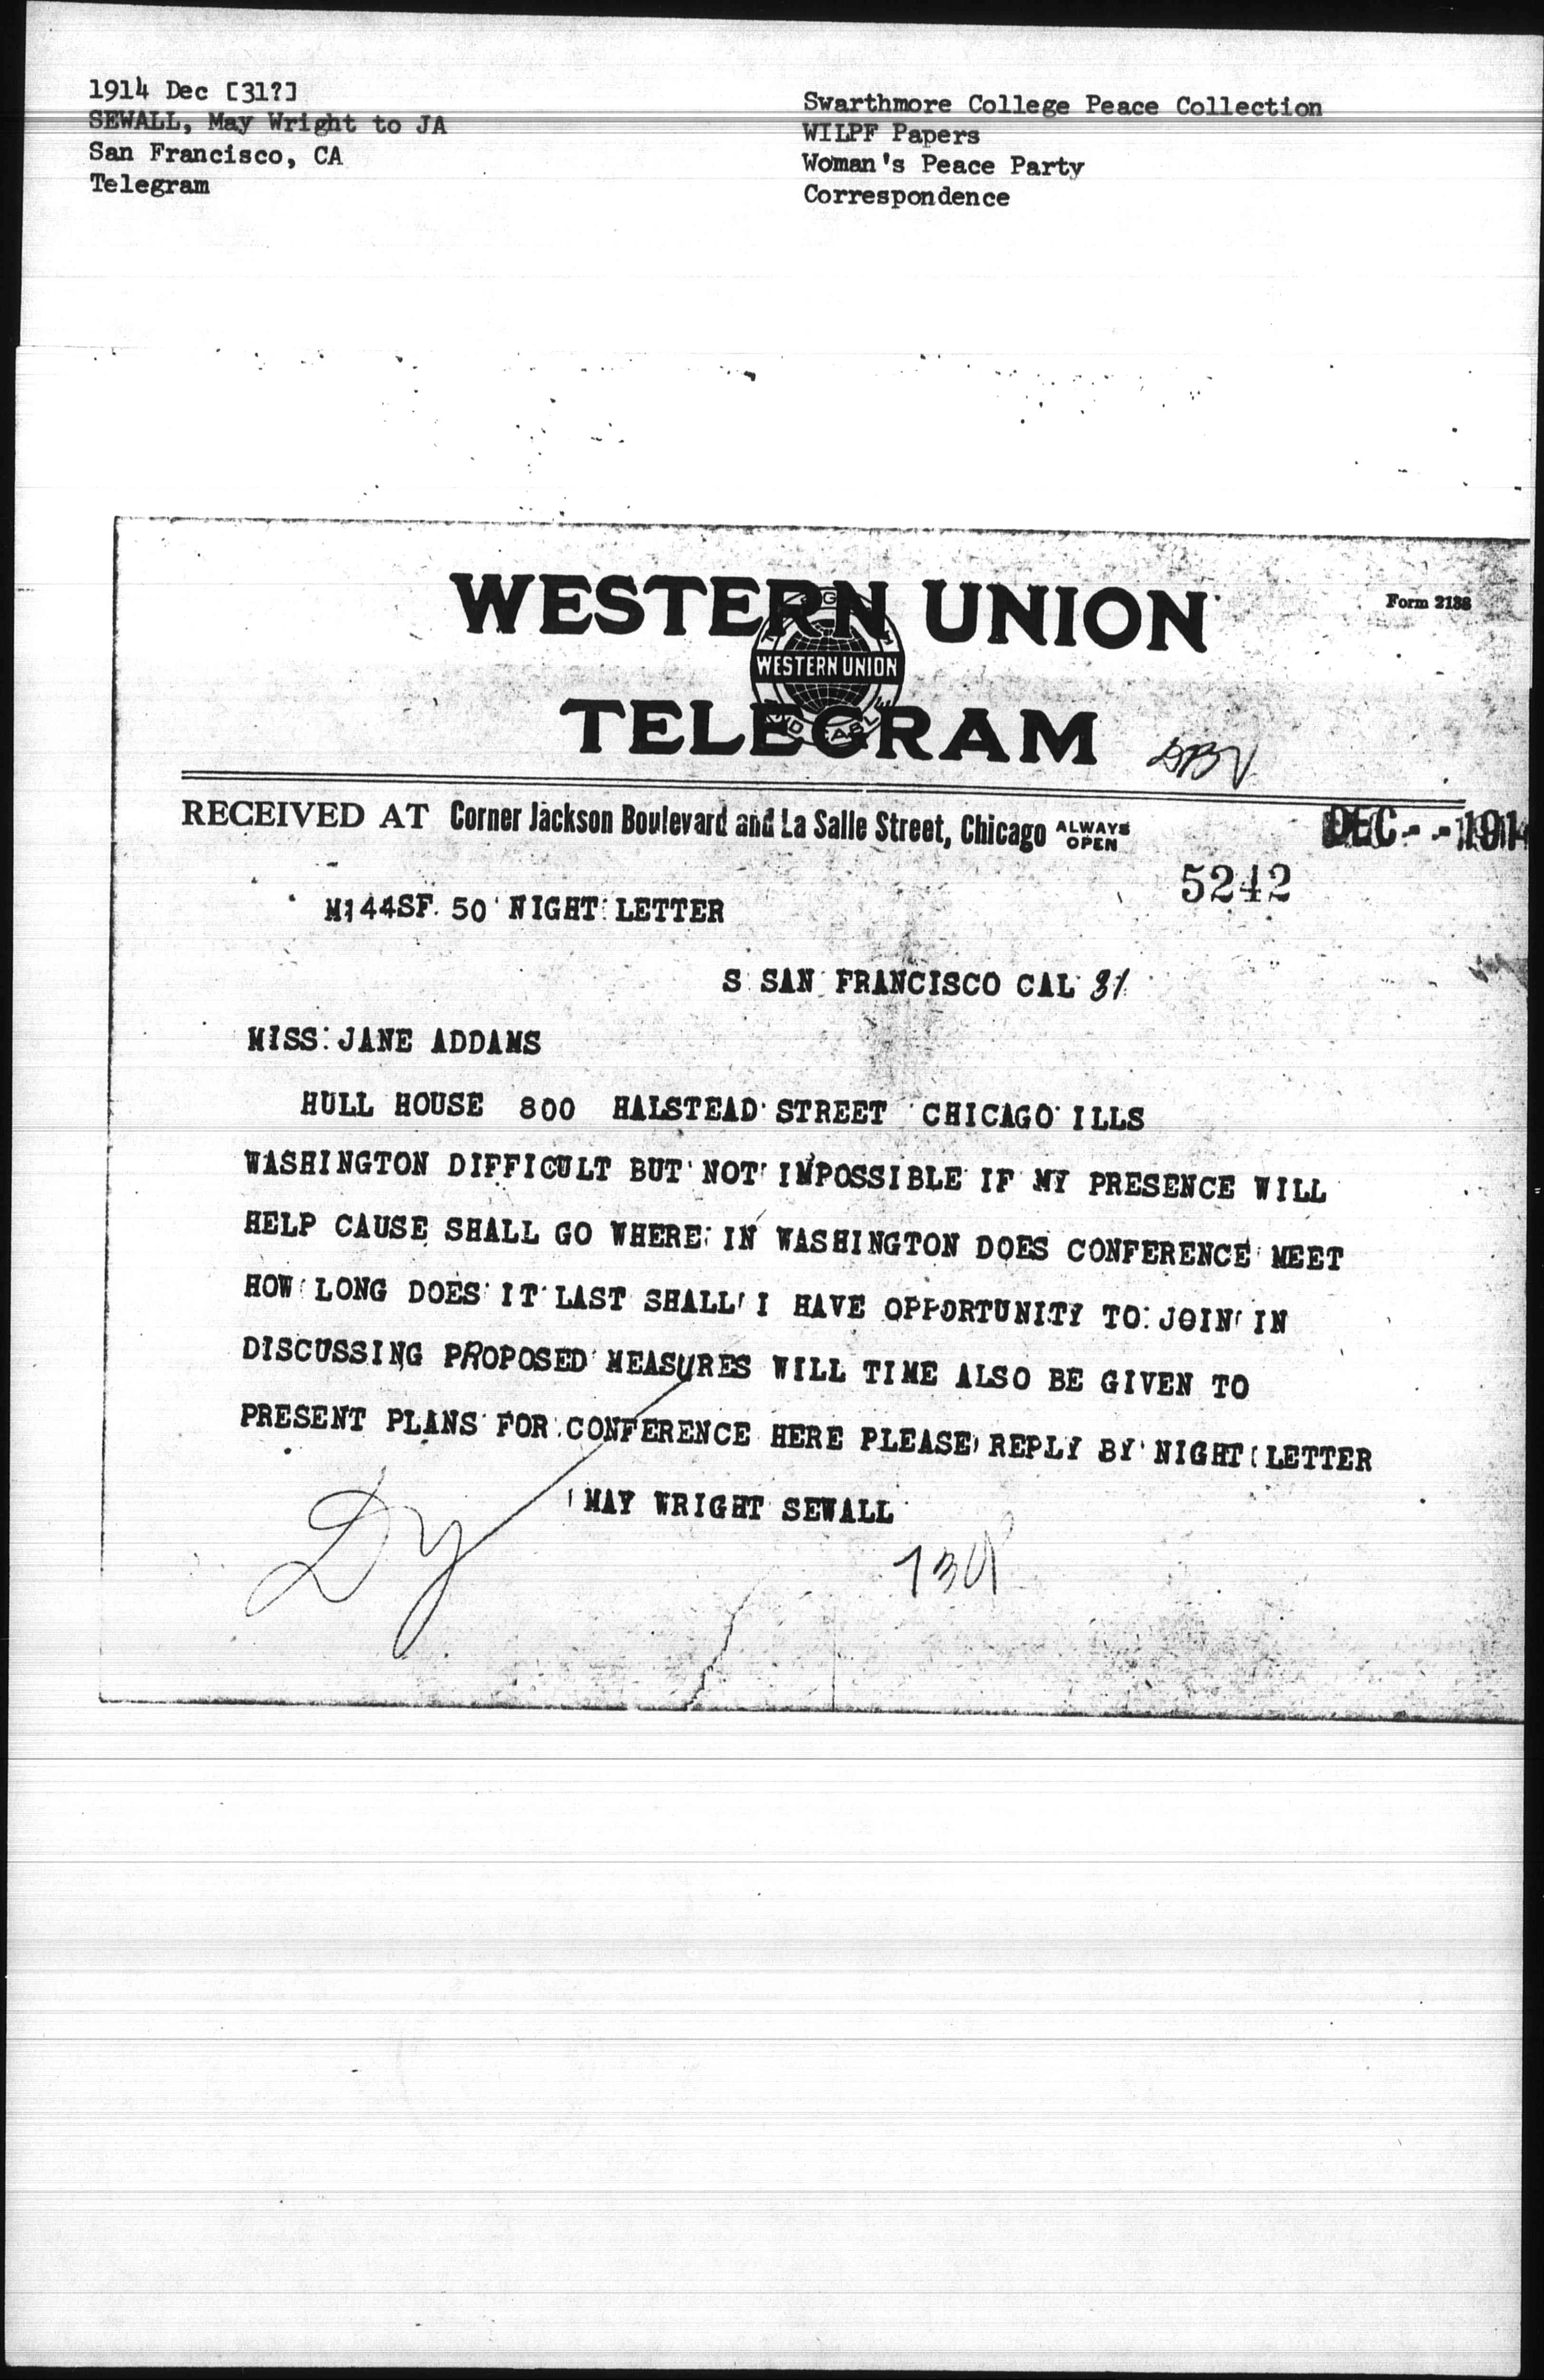 1914 Dec [31?]
SEWALL, May Wright to JA
San Francisco, CA
Telegram
Swarthmore College Peace Collection
WILPF Papers
Woman's Peace Party
Correspondence
WESTERN UNION
Form 2138
WESTERN UNION
TELEGRAM
RECEIVED AT Corner Jackson Boulevard and La Salle Street, Chicago ALWAYS OPEN
DEC - - 1914
5242
M144SF 50 NIGHT LETTER
S SAN FRANCISCO CAL 31
MISS JANE ADDAMS
HULL HOUSE 800 HALSTEAD STREET CHICAGO ILLS
WASHINGTON DIFFICULT BUT NOT IMPOSSIBLE IF MY PRESENCE WILL
HELP CAUSE SHALL GO WHERE IN WASHINGTON DOES CONFERENCE MEET
HOW LONG DOES IT LAST SHALL I HAVE OPPORTUNITY TO JOIN IN
DISCUSSING PROPOSED MEASURES WILL TIME ALSO BE GIVEN TO
PRESENT PLANS FOR CONFERENCE HERE PLEASE REPLY BY NIGHT LETTER
MAY WRIGHT SEWALL
Dy